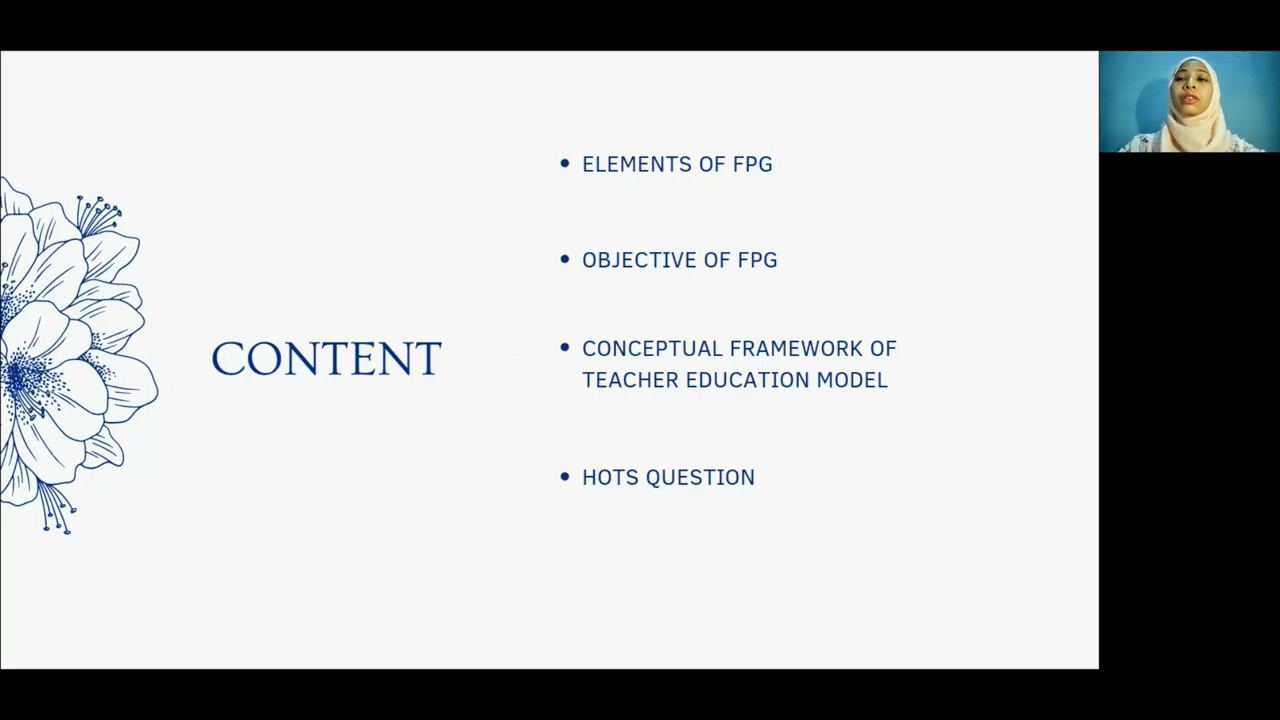 CONTENT
• ELEMENTS OF FPG
• OBJECTIVE OF FPG
• CONCEPTUAL FRAMEWORK OF
TEACHER EDUCATION MODEL
• HOTS QUESTION